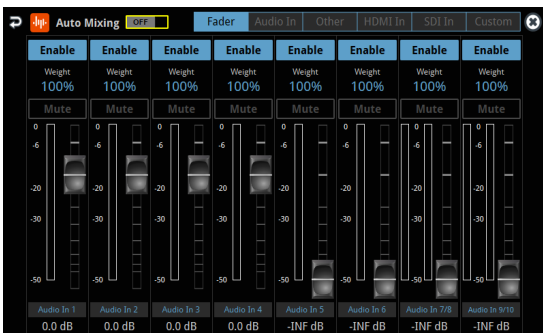 Auto Mixing OFF Fader Audio In Other HDMI In SDI In Custom
Enable Enable Enable Enable Enable Enable Enable Enable
Weight Weight Weight Weight Weight Weight Weight Weight
100% 100% 100% 100% 100% 100% 100% 100%
Mute Mute Mute Mute Mute Mute Mute Mute
0 0 0 0 0 0 0 0
-6 -6 -6 -6 -6 -6 -6 -6
-20 -20 -20 -20 -20 -20 -20 -20
-30 -30 -30 -30 -30 -30 -30 -30
-50 -50 -50 -50 -50 -50 -50 -50
Audio In 1 Audio In 2 Audio In 3 Audio In 4 Audio In 5 Audio In 6 Audio In 7/8 Audio In 9/10
0.0 dB 0.0 dB 0.0 dB 0.0 dB -INF dB -INF dB -INF dB -INF dB